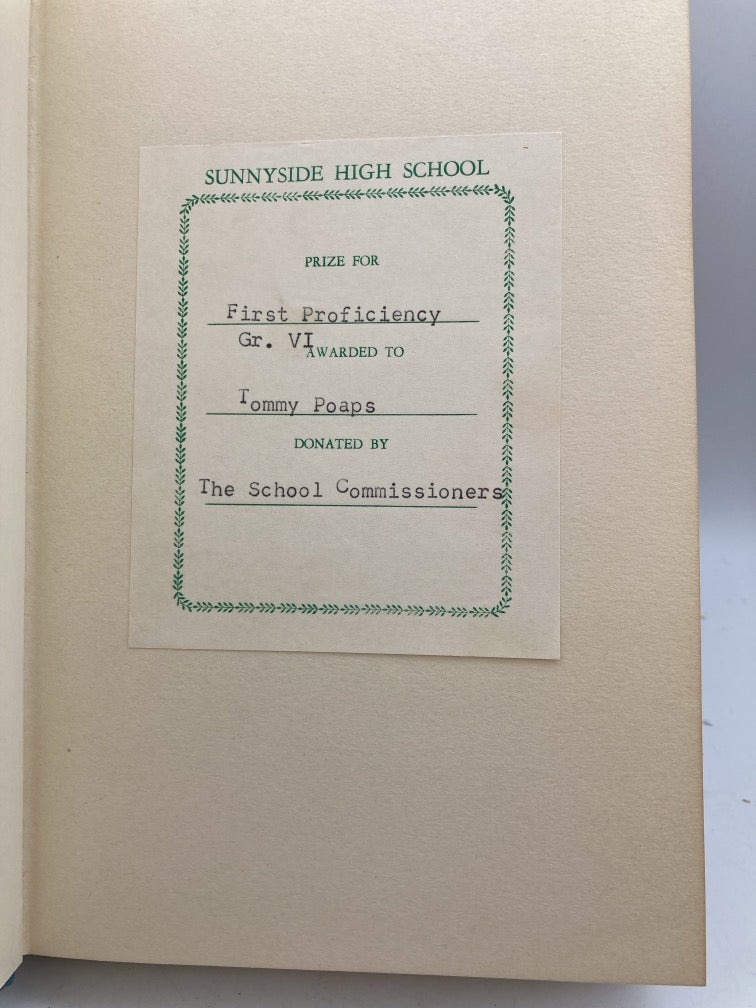 SUNNYSIDE HIGH SCHOOL
PRIZE FOR
First Proficiency
Gr. VI
AWARDED TO
Tommy Poaps
DONATED BY
The School Commissioners